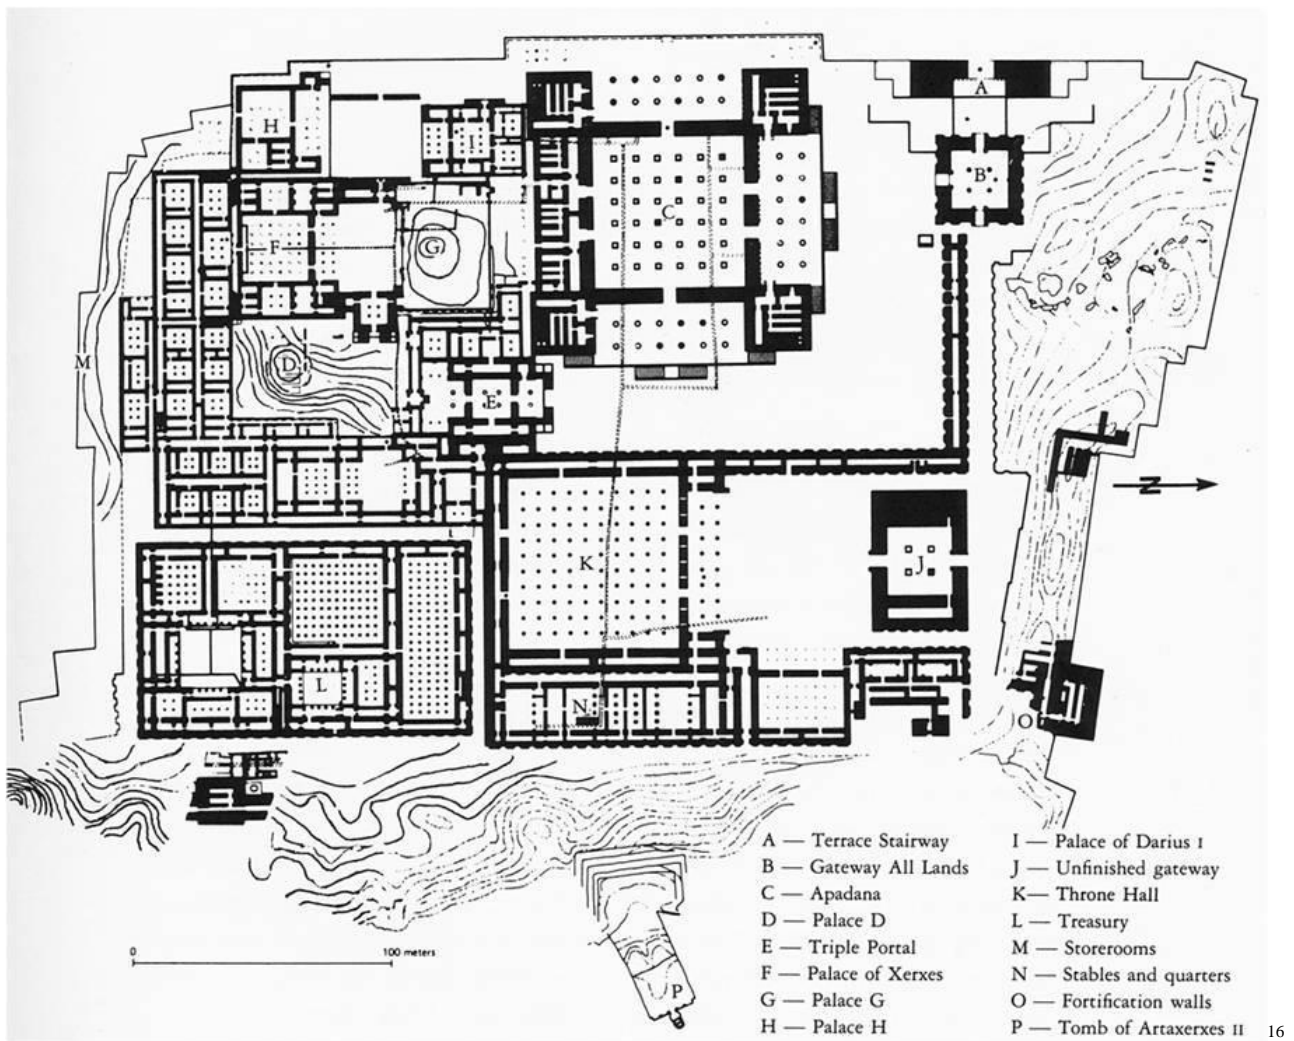 A
H
I
B
C
F
G
M
D
E
N
K
J
L
N
O
0 100 meters
P
A — Terrace Stairway
B — Gateway All Lands
C — Apadana
D — Palace D
E — Triple Portal
F — Palace of Xerxes
G — Palace G
H — Palace H
I — Palace of Darius I
J — Unfinished gateway
K — Throne Hall
L — Treasury
M — Storerooms
N — Stables and quarters
O — Fortification walls
P — Tomb of Artaxerxes II
16